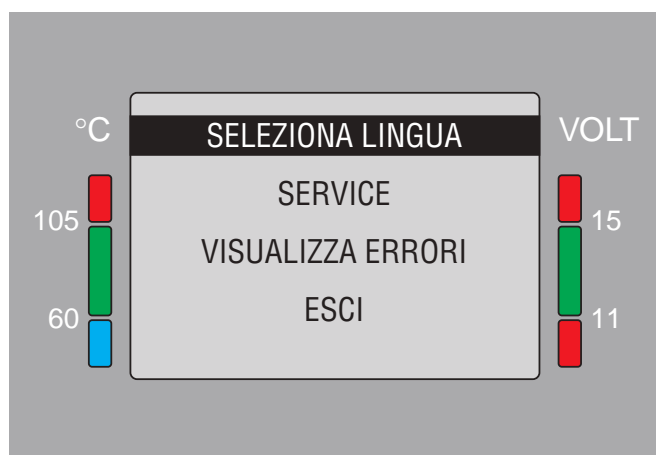 °C
VOLT
SELEZIONA LINGUA
SERVICE
VISUALIZZA ERRORI
ESCI
105
60
15
11